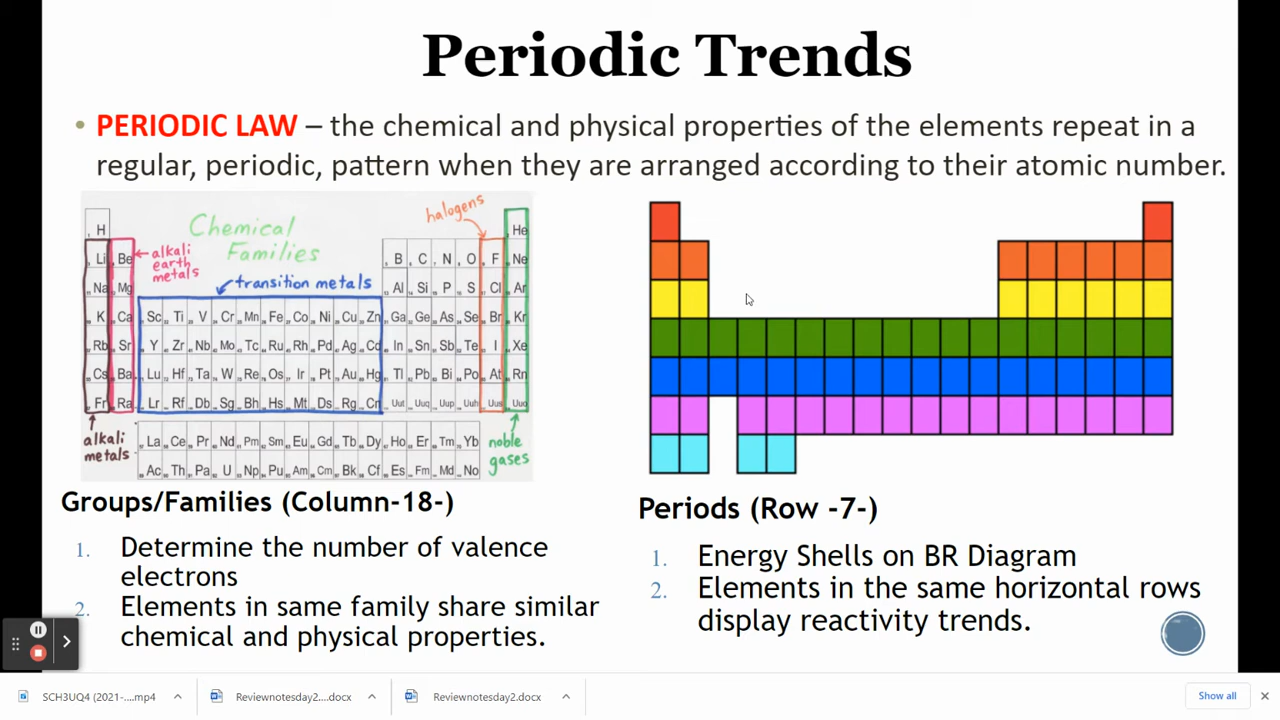 Periodic Trends
• PERIODIC LAW – the chemical and physical properties of the elements repeat in a
regular, periodic, pattern when they are arranged according to their atomic number.
Chemical
Families
halogens
alkali
earth
metals
transition metals
H He
Li Be B C N O F Ne
Na Mg Al Si P S Cl Ar
K Ca Sc Ti V Cr Mn Fe Co Ni Cu Zn Ga Ge As Se Br Kr
Rb Sr Y Zr Nb Mo Tc Ru Rh Pd Ag Cd In Sn Sb Te I Xe
Cs Ba Lu Hf Ta W Re Os Ir Pt Au Hg Tl Pb Bi Po At Rn
Fr Ra Lr Rf Db Sg Bh Hs Mt Ds Rg Cn Uut Uuq Uup Uuh Uus Uuo
La Ce Pr Nd Pm Sm Eu Gd Tb Dy Ho Er Tm Yb
Ac Th Pa U Np Pu Am Cm Bk Cf Es Fm Md No
alkali
metals
noble
gases
Groups/Families (Column-18-)
1. Determine the number of valence
electrons
2. Elements in same family share similar
chemical and physical properties.
Periods (Row -7-)
1. Energy Shells on BR Diagram
2. Elements in the same horizontal rows
display reactivity trends.
SCH3UQ4 (2021-....mp4
Reviewnotesday2....docx
Reviewnotesday2.docx
Show all